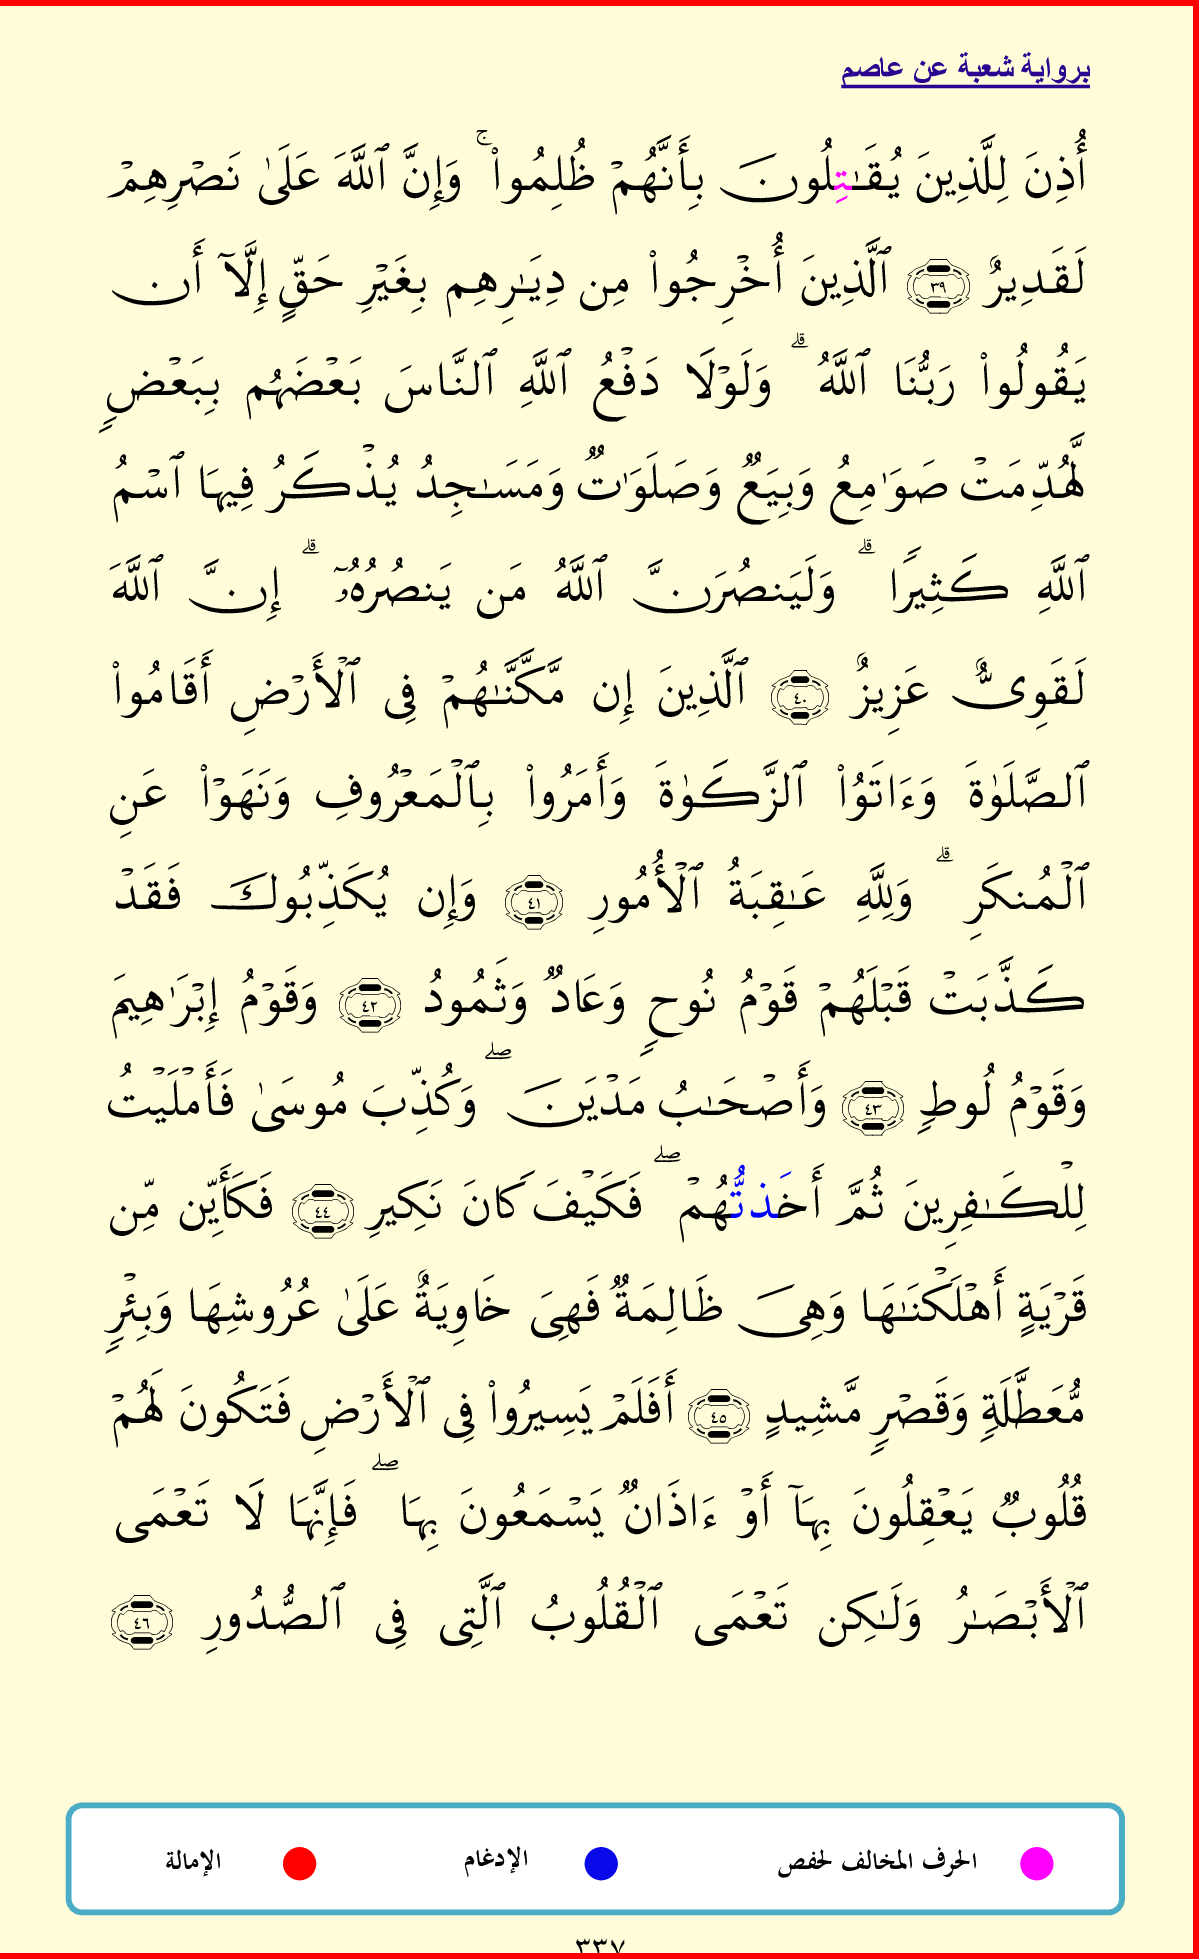 برواية شعبة عن عاصم
أُذِنَ لِلَّذِينَ يُقَـٰتِلُونَ بِأَنَّهُمۡ ظُلِمُوا۟ ۚ وَإِنَّ ٱللَّهَ عَلَىٰ نَصۡرِهِمۡ
لَقَدِيرٌ ٣٩ ٱلَّذِينَ أُخۡرِجُوا۟ مِن دِيَـٰرِهِم بِغَيۡرِ حَقٍّ إِلَّآ أَن
يَقُولُوا۟ رَبُّنَا ٱللَّهُ ۗ وَلَوۡلَا دَفۡعُ ٱللَّهِ ٱلنَّاسَ بَعۡضَهُم بِبَعۡضٍ
لَّهُدِّمَتۡ صَوَٰمِعُ وَبِيَعٌ وَصَلَوَٰتٌ وَمَسَـٰجِدُ يُذۡكَرُ فِيهَا ٱسۡمُ
ٱللَّهِ كَثِيرًا ۗ وَلَيَنصُرَنَّ ٱللَّهُ مَن يَنصُرُهُۥٓ ۗ إِنَّ ٱللَّهَ
لَقَوِىٌّ عَزِيزٌ ٤٠ ٱلَّذِينَ إِن مَّكَّنَّـٰهُمۡ فِى ٱلۡأَرۡضِ أَقَامُوا۟
ٱلصَّلَوٰةَ وَءَاتَوُا۟ ٱلزَّكَوٰةَ وَأَمَرُوا۟ بِٱلۡمَعۡرُوفِ وَنَهَوۡا۟ عَنِ
ٱلۡمُنكَرِ ۗ وَلِلَّهِ عَـٰقِبَةُ ٱلۡأُمُورِ ٤١ وَإِن يُكَذِّبُوكَ فَقَدۡ
كَذَّبَتۡ قَبۡلَهُمۡ قَوۡمُ نُوحٍ وَعَادٌ وَثَمُودُ ٤٢ وَقَوۡمُ إِبۡرَٰهِيمَ
وَقَوۡمُ لُوطٍ ٤٣ وَأَصۡحَـٰبُ مَدۡيَنَ ۖ وَكُذِّبَ مُوسَىٰ فَأَمۡلَيۡتُ
لِلۡكَـٰفِرِينَ ثُمَّ أَخَذتُّهُمۡ ۖ فَكَيۡفَ كَانَ نَكِيرِ ٤٤ فَكَأَيِّن مِّن
قَرۡيَةٍ أَهۡلَكۡنَـٰهَا وَهِىَ ظَالِمَةٌ فَهِىَ خَاوِيَةٌ عَلَىٰ عُرُوشِهَا وَبِئۡرٍ
مُّعَطَّلَةٍ وَقَصۡرٍ مَّشِيدٍ ٤٥ أَفَلَمۡ يَسِيرُوا۟ فِى ٱلۡأَرۡضِ فَتَكُونَ لَهُمۡ
قُلُوبٌ يَعۡقِلُونَ بِهَآ أَوۡ ءَاذَانٌ يَسۡمَعُونَ بِهَا ۖ فَإِنَّهَا لَا تَعۡمَى
ٱلۡأَبۡصَـٰرُ وَلَـٰكِن تَعۡمَى ٱلۡقُلُوبُ ٱلَّتِى فِى ٱلصُّدُورِ ٤٦
الحرف المخالف لحفص الإدغام الإمالة
٣٣٧